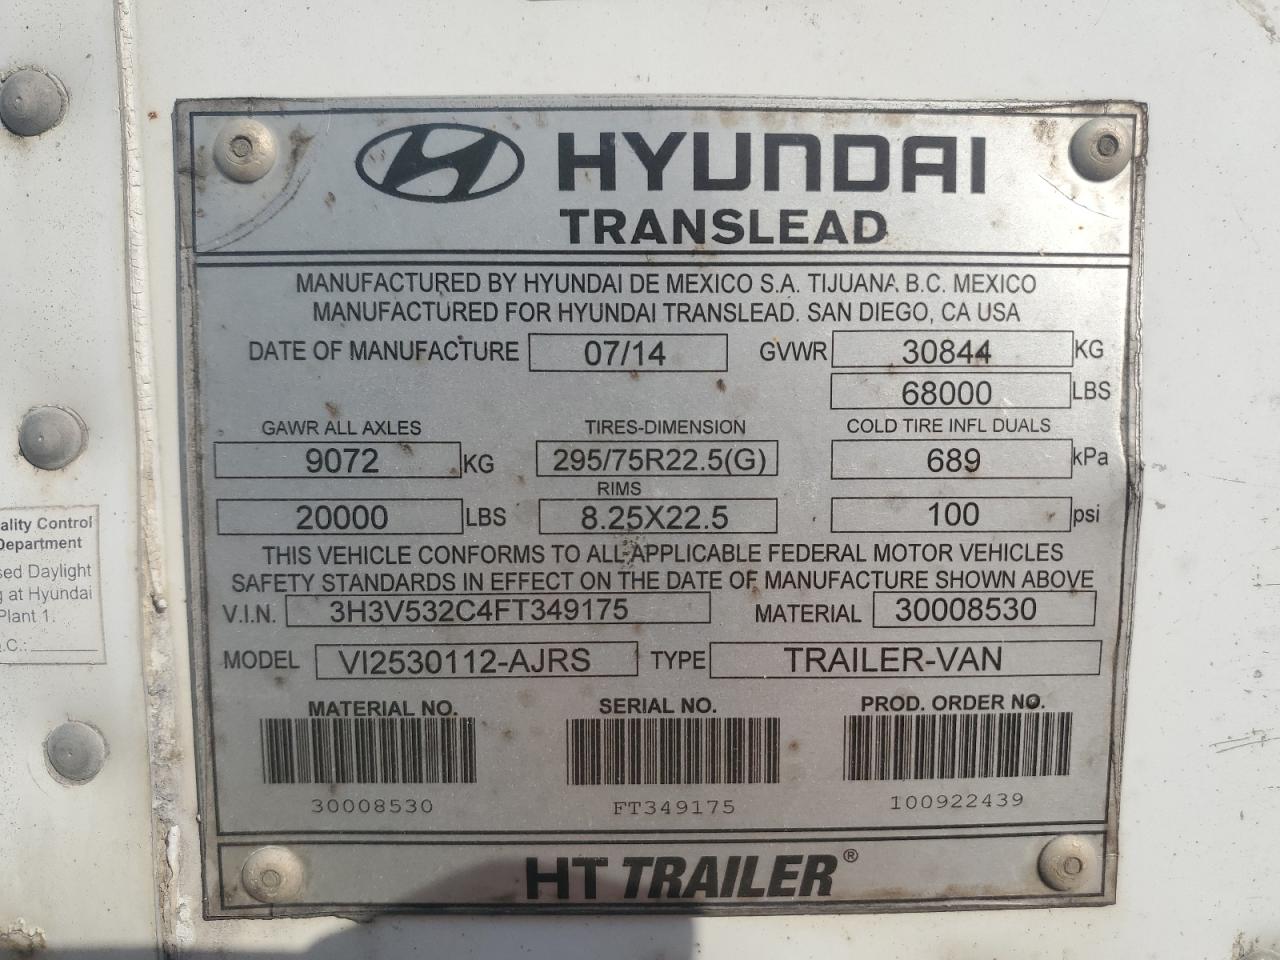 HYUNDAI
TRANSLEAD
MANUFACTURED BY HYUNDAI DE MEXICO S.A. TIJUANA B.C. MEXICO
MANUFACTURED FOR HYUNDAI TRANSLEAD. SAN DIEGO, CA USA
DATE OF MANUFACTURE 07/14 GVWR 30844 KG
68000 LBS
GAWR ALL AXLES TIRES-DIMENSION COLD TIRE INFL DUALS
9072 KG 295/75R22.5(G) 689 kPa
RIMS
20000 LBS 8.25X22.5 100 psi
THIS VEHICLE CONFORMS TO ALL APPLICABLE FEDERAL MOTOR VEHICLES
SAFETY STANDARDS IN EFFECT ON THE DATE OF MANUFACTURE SHOWN ABOVE
V.I.N. 3H3V532C4FT349175 MATERIAL 30008530
MODEL VI2530112-AJRS TYPE TRAILER-VAN
MATERIAL NO. SERIAL NO. PROD. ORDER NO.
30008530 FT349175 100922439
HT TRAILER®
ality Control
Department
sed Daylight
g at Hyundai
Plant 1.
.C.: